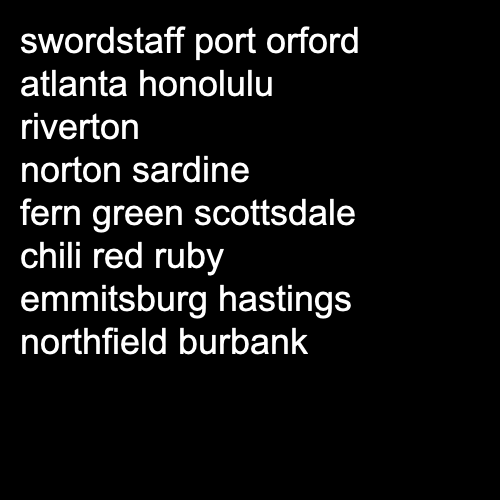 swordstaff port orford
atlanta honolulu
riverton
norton sardine
fern green scottsdale
chili red ruby
emmitsburg hastings
northfield burbank